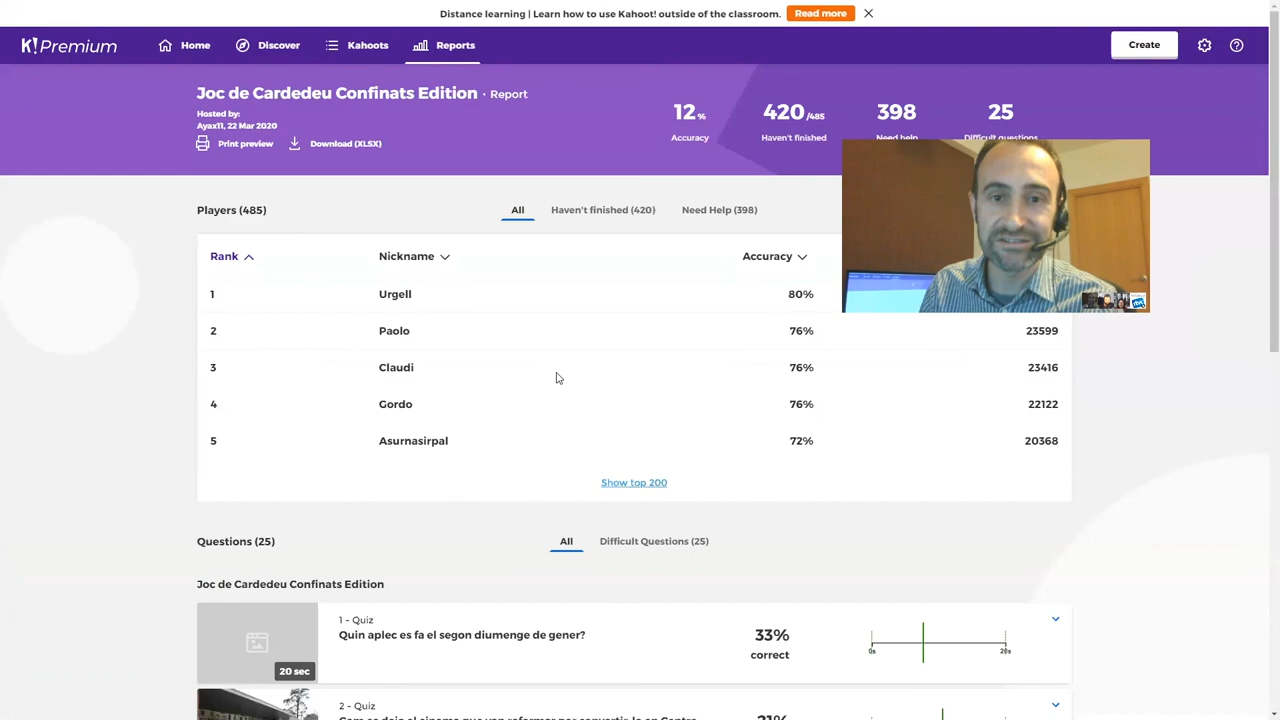 Distance learning | Learn how to use Kahoot! outside of the classroom. Read more
K! Premium Home Discover Kahoots Reports Create
Joc de Cardedeu Confinats Edition · Report
Hosted by:
Ayax11, 22 Mar 2020
Print preview Download (XLSX)
12% 420/485 398 25
Accuracy Haven't finished Need help Difficult questions
Players (485) All Haven't finished (420) Need Help (398)
Rank Nickname Accuracy
1 Urgell 80%
2 Paolo 76% 23599
3 Claudi 76% 23416
4 Gordo 76% 22122
5 Asurnasirpal 72% 20368
Show top 200
Questions (25) All Difficult Questions (25)
Joc de Cardedeu Confinats Edition
1 - Quiz
Quin aplec es fa el segon diumenge de gener?
33%
correct
0s 20s
20 sec
2 - Quiz